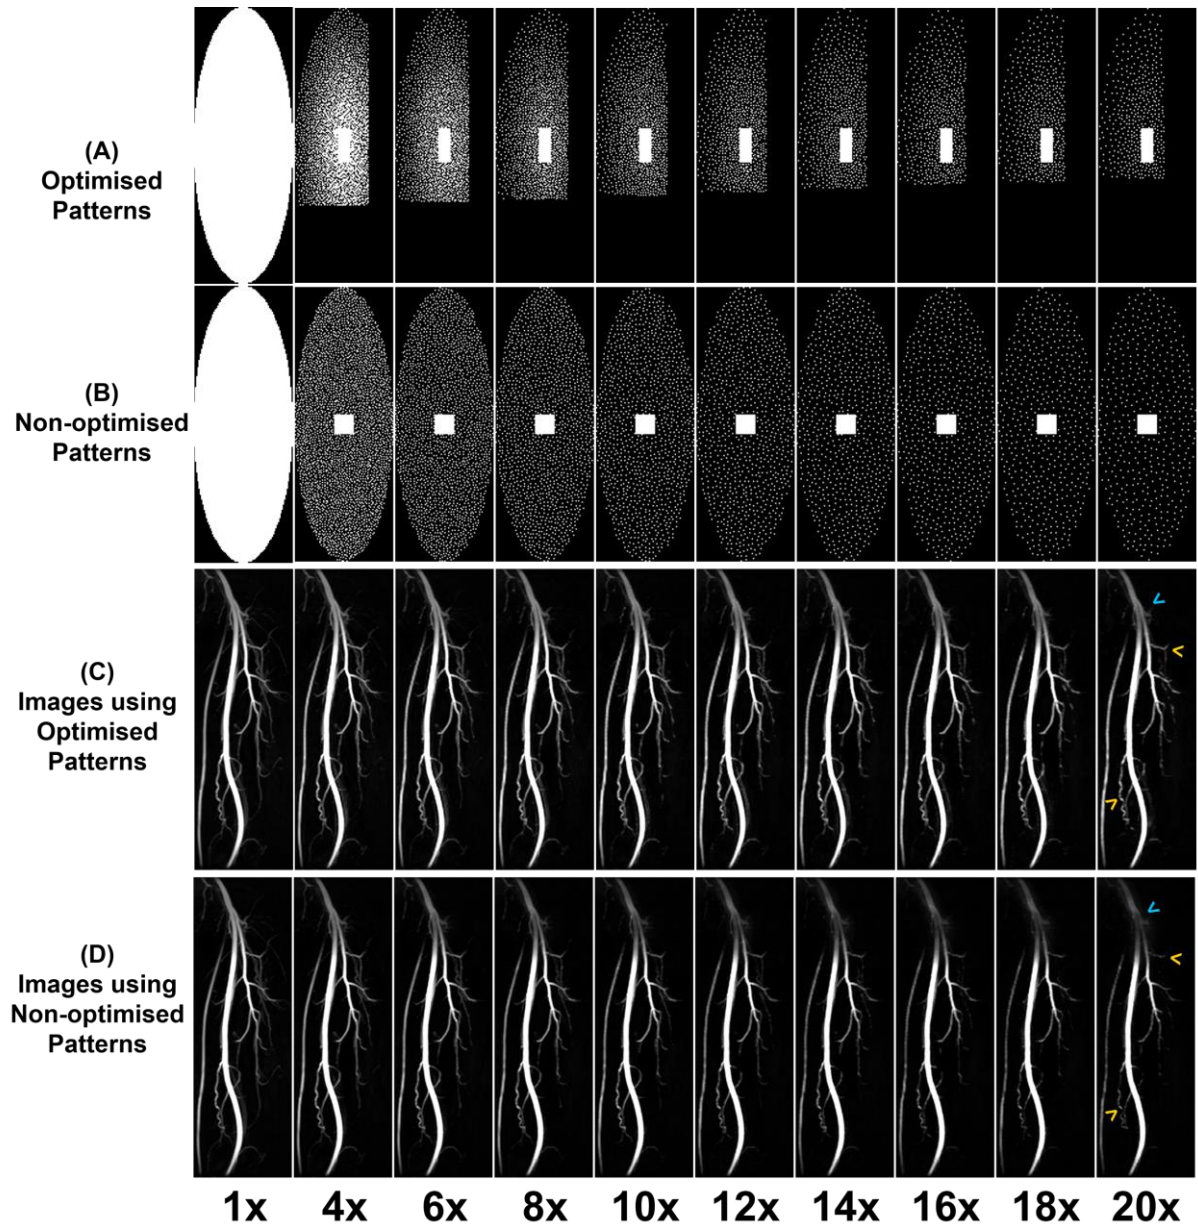 (A)
Optimised
Patterns
(B)
Non-optimised
Patterns
(C)
Images using
Optimised
Patterns
(D)
Images using
Non-optimised
Patterns
1x 4x 6x 8x 10x 12x 14x 16x 18x 20x